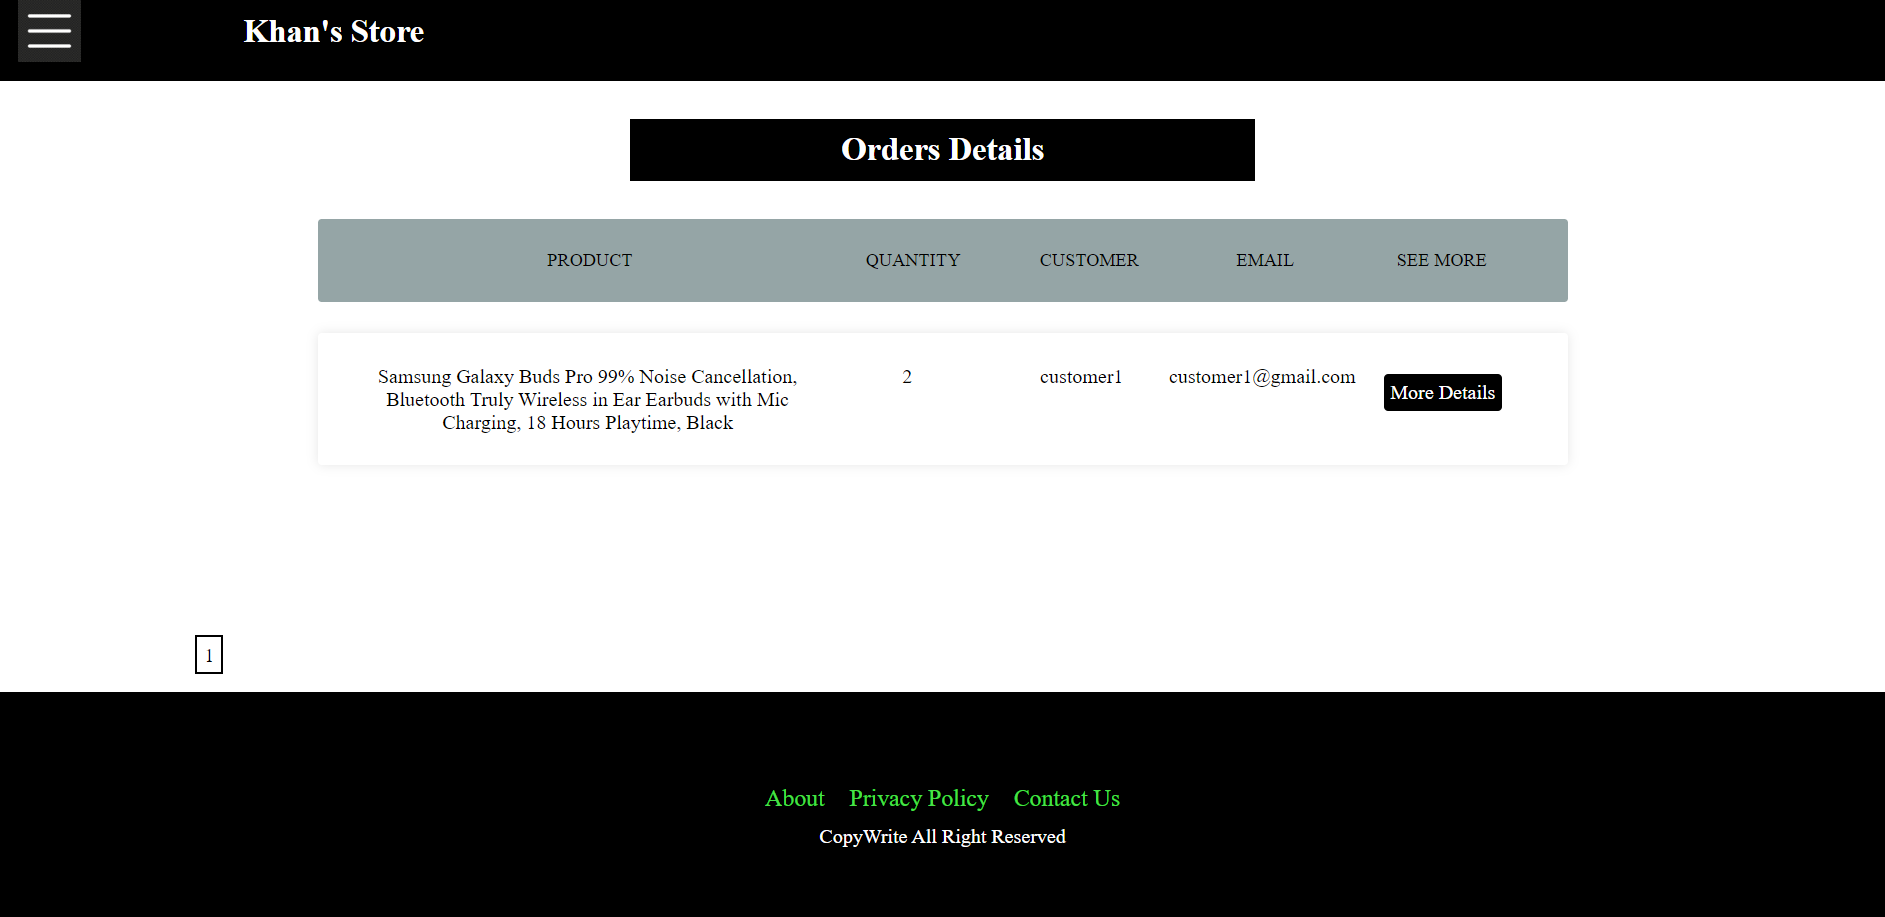 Khan's Store
Orders Details
PRODUCT QUANTITY CUSTOMER EMAIL SEE MORE
Samsung Galaxy Buds Pro 99% Noise Cancellation, 2 customer1 customer1@gmail.com More Details
Bluetooth Truly Wireless in Ear Earbuds with Mic
Charging, 18 Hours Playtime, Black
1
About Privacy Policy Contact Us
CopyWrite All Right Reserved